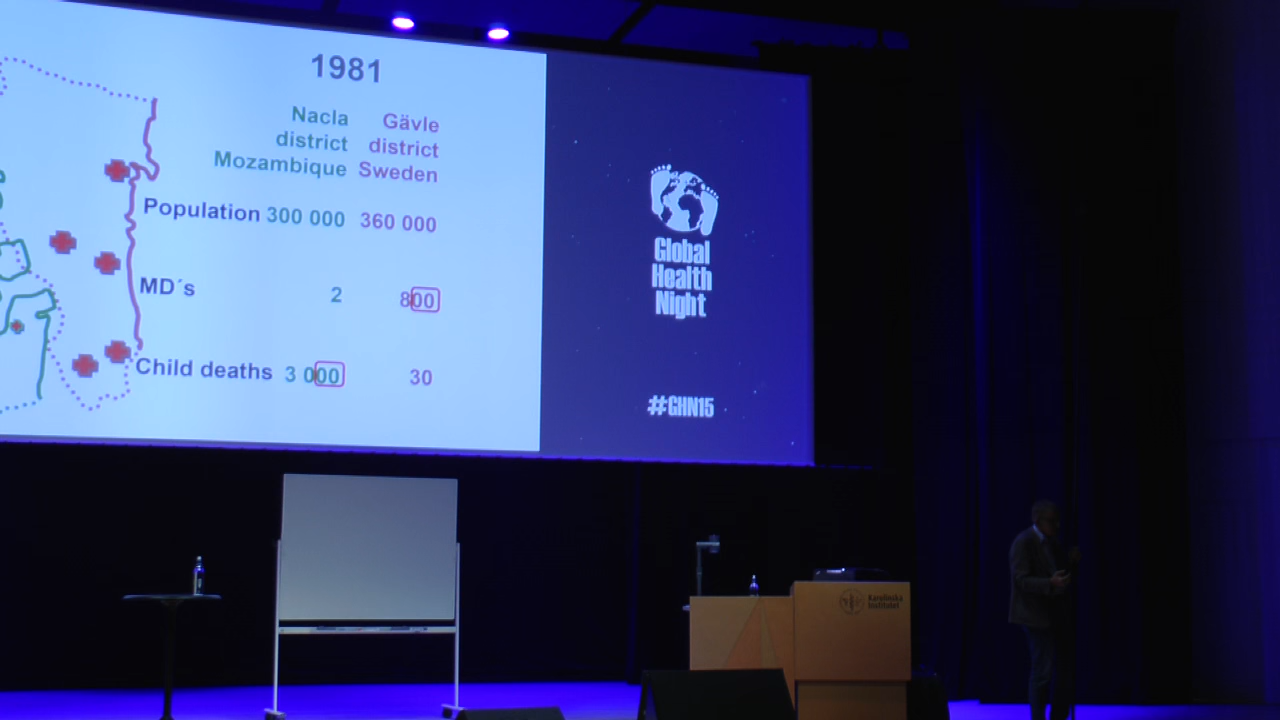 1981
Nacla Gävle
district district
Mozambique Sweden
Population 300 000 360 000
MD´s 2 800
Child deaths 3 000 30
Global
Health
Night
#GHN15
Karolinska
Institutet